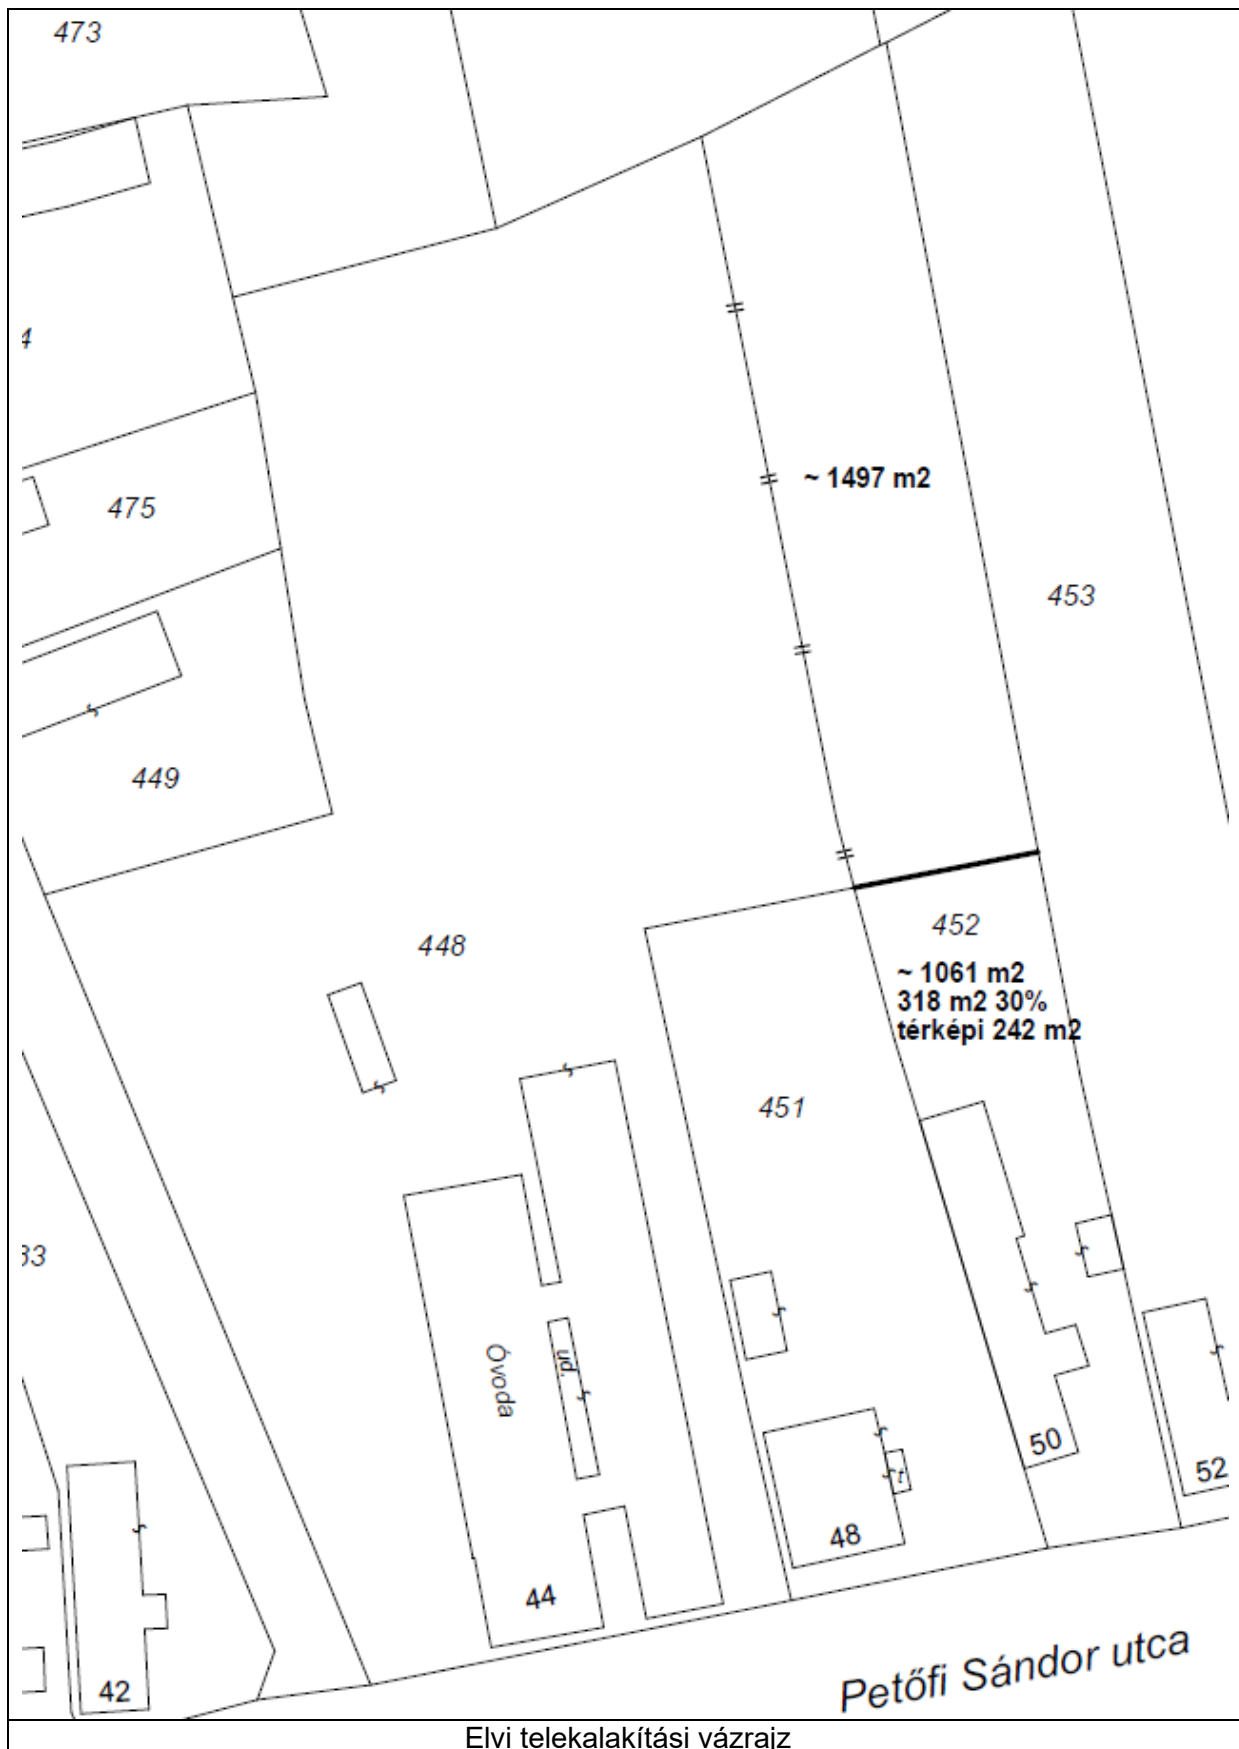 473
4
~ 1497 m2
475
453
449
448
452
~ 1061 m2
318 m2 30%
térképi 242 m2
451
33
Óvoda
ud.
50
52
t
48
44
42
Petőfi Sándor utca
Elvi telekalakítási vázrajz